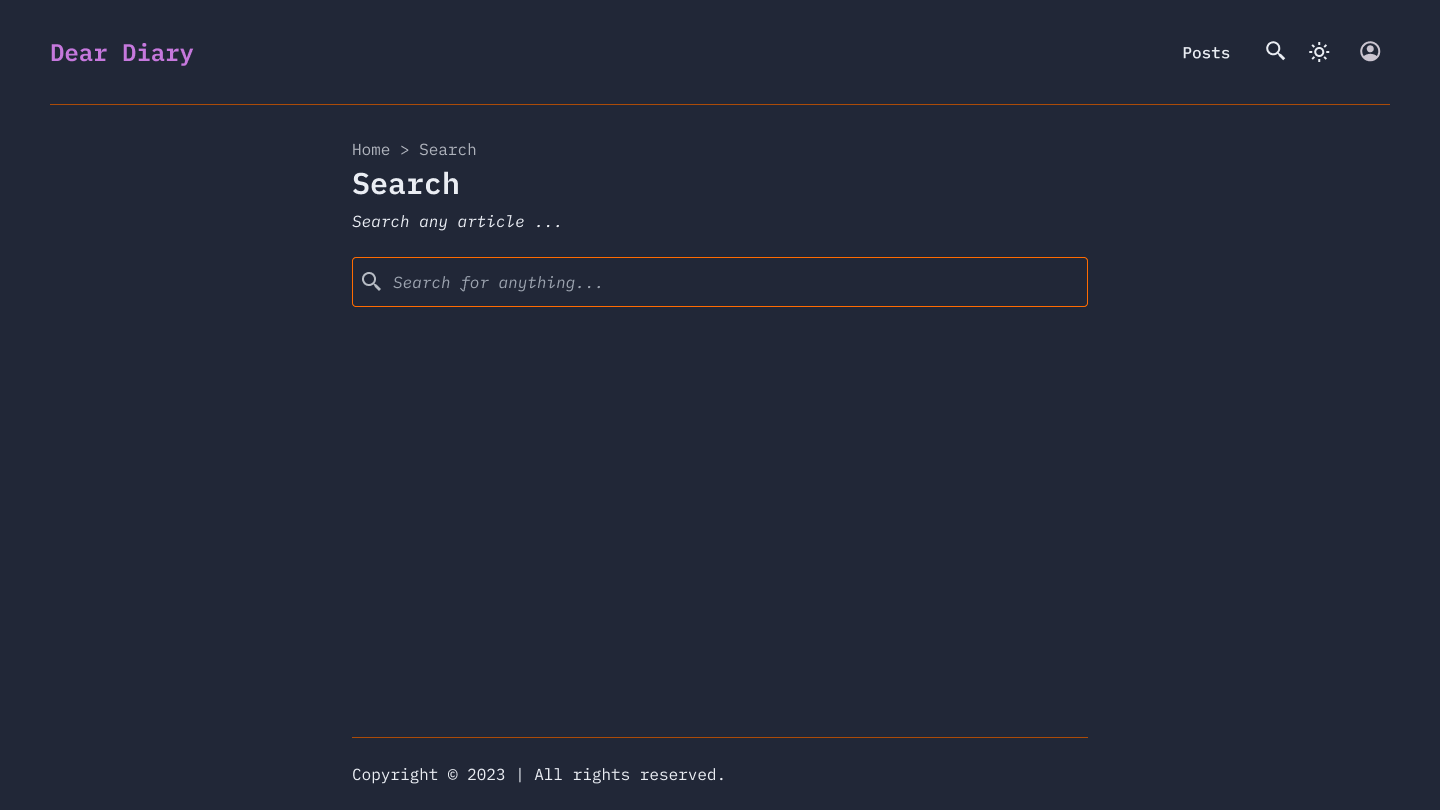 Dear Diary
Posts
Home > Search
Search
Search any article ...
Search for anything...
Copyright © 2023 | All rights reserved.